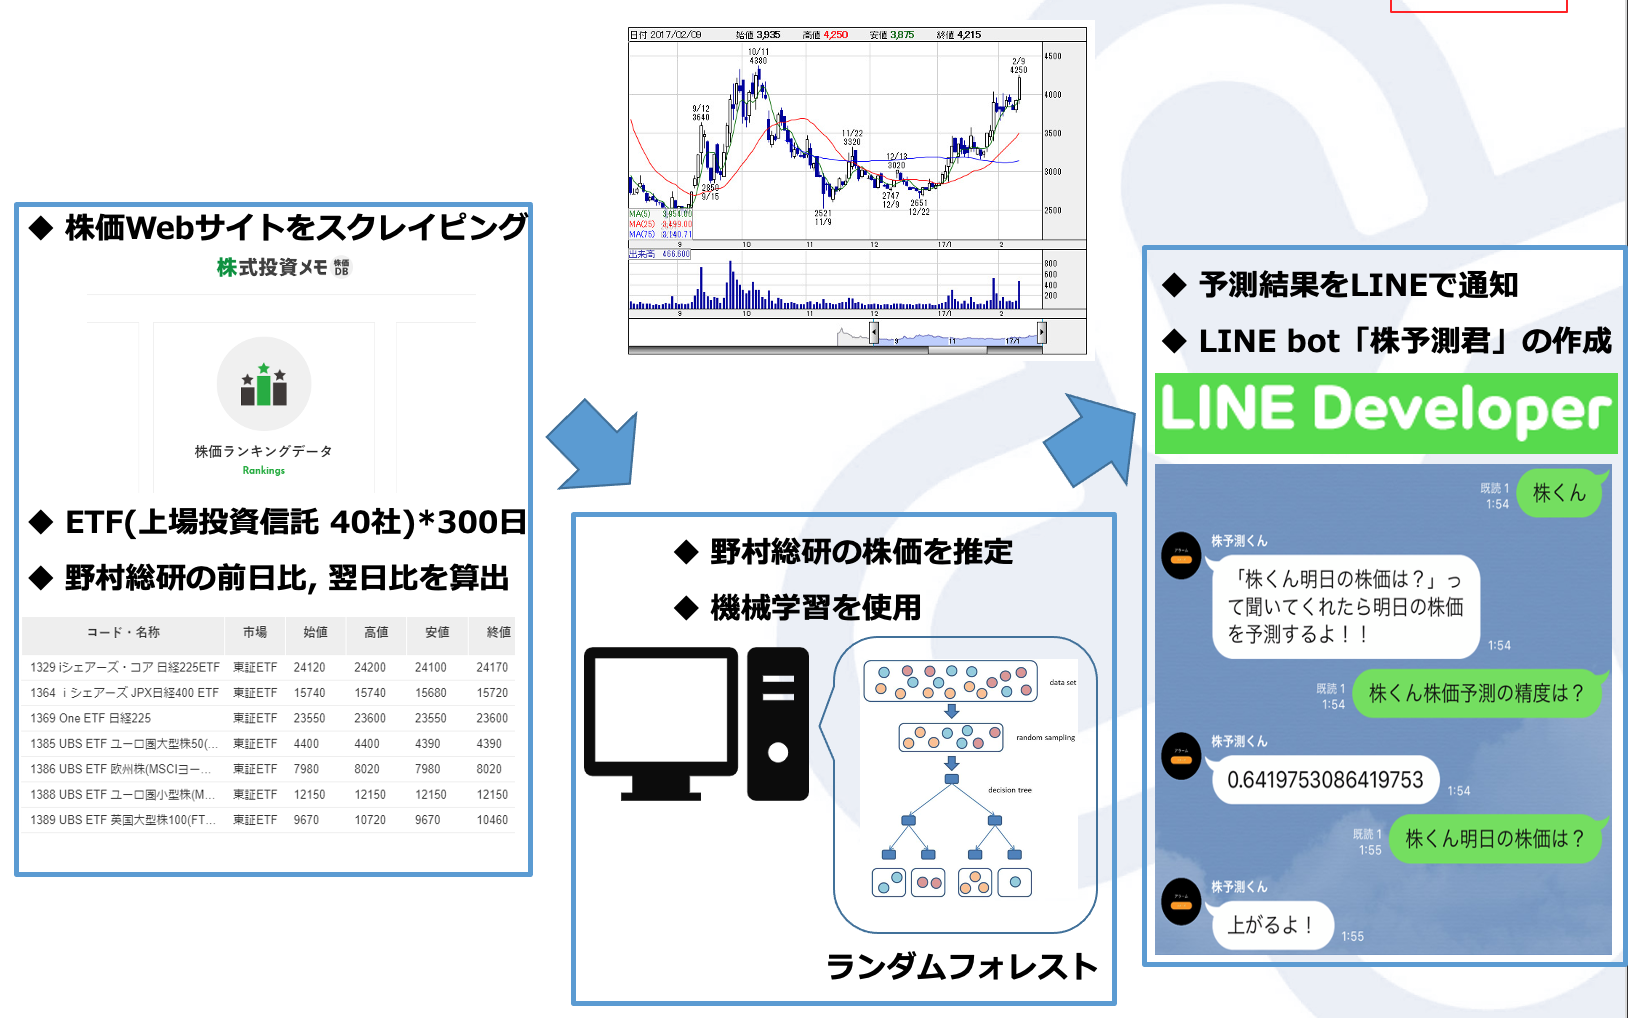 ◆ 株価Webサイトをスクレイピング
株式投資メモ 株価DB
株価ランキングデータ
Rankings
◆ ETF(上場投資信託 40社)*300日
◆ 野村総研の前日比, 翌日比を算出
コード・名称 市場 始値 高値 安値 終値
1329 iシェアーズ・コア 日経225ETF 東証ETF 24120 24200 24100 24170
1364 ｉシェアーズ JPX日経400 ETF 東証ETF 15740 15740 15680 15720
1369 One ETF 日経225 東証ETF 23550 23600 23550 23600
1385 UBS ETF ユーロ圏大型株50(... 東証ETF 4400 4400 4390 4390
1386 UBS ETF 欧州株(MSCIヨー... 東証ETF 7980 8020 7980 8020
1388 UBS ETF ユーロ圏小型株(M... 東証ETF 12150 12150 12150 12150
1389 UBS ETF 英国大型株100(FT... 東証ETF 9670 10720 9670 10460
日付 2017/02/09 始値 3,935 高値 4,250 安値 3,875 終値 4,215
10/11
4380
2/9
4250
9/12
3640
11/22
3320
12/13
3020
2850
9/15
2521
11/9
2747
12/9
2651
12/22
4500
4000
3500
3000
2500
MA(5) 3,954.00
MA(25) 3,499.00
MA(75) 3,140.71
9 10 11 12 17/1 2
出来高 466,600
800
600
400
200
9 10 11 12 17/1 2
9 11 17/1
◆ 野村総研の株価を推定
◆ 機械学習を使用
data set
random sampling
decision tree
ランダムフォレスト
◆ 予測結果をLINEで通知
◆ LINE bot「株予測君」の作成
LINE Developer
既読 1
1:54
株くん
株予測くん
アラーム
「株くん明日の株価は？」っ
て聞いてくれたら明日の株価
を予測するよ！！
1:54
既読 1
1:54
株くん株価予測の精度は？
株予測くん
アラーム
0.6419753086419753
1:54
既読 1
1:55
株くん明日の株価は？
株予測くん
アラーム
上がるよ！
1:55